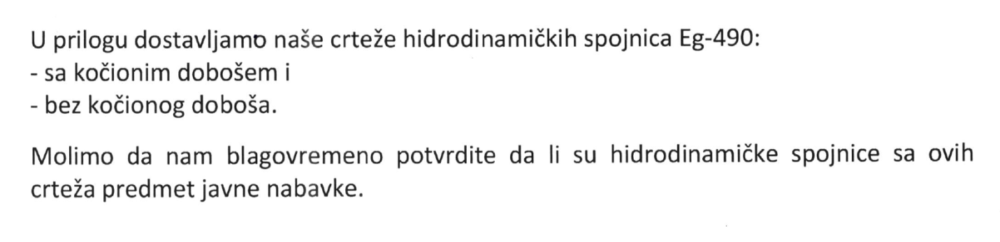 U prilogu dostavljamo naše crteže hidrodinamičkih spojnica Eg-490:
- sa kočionim dobošem i
- bez kočionog doboša.
Molimo da nam blagovremeno potvrdite da li su hidrodinamičke spojnice sa ovih
crteža predmet javne nabavke.